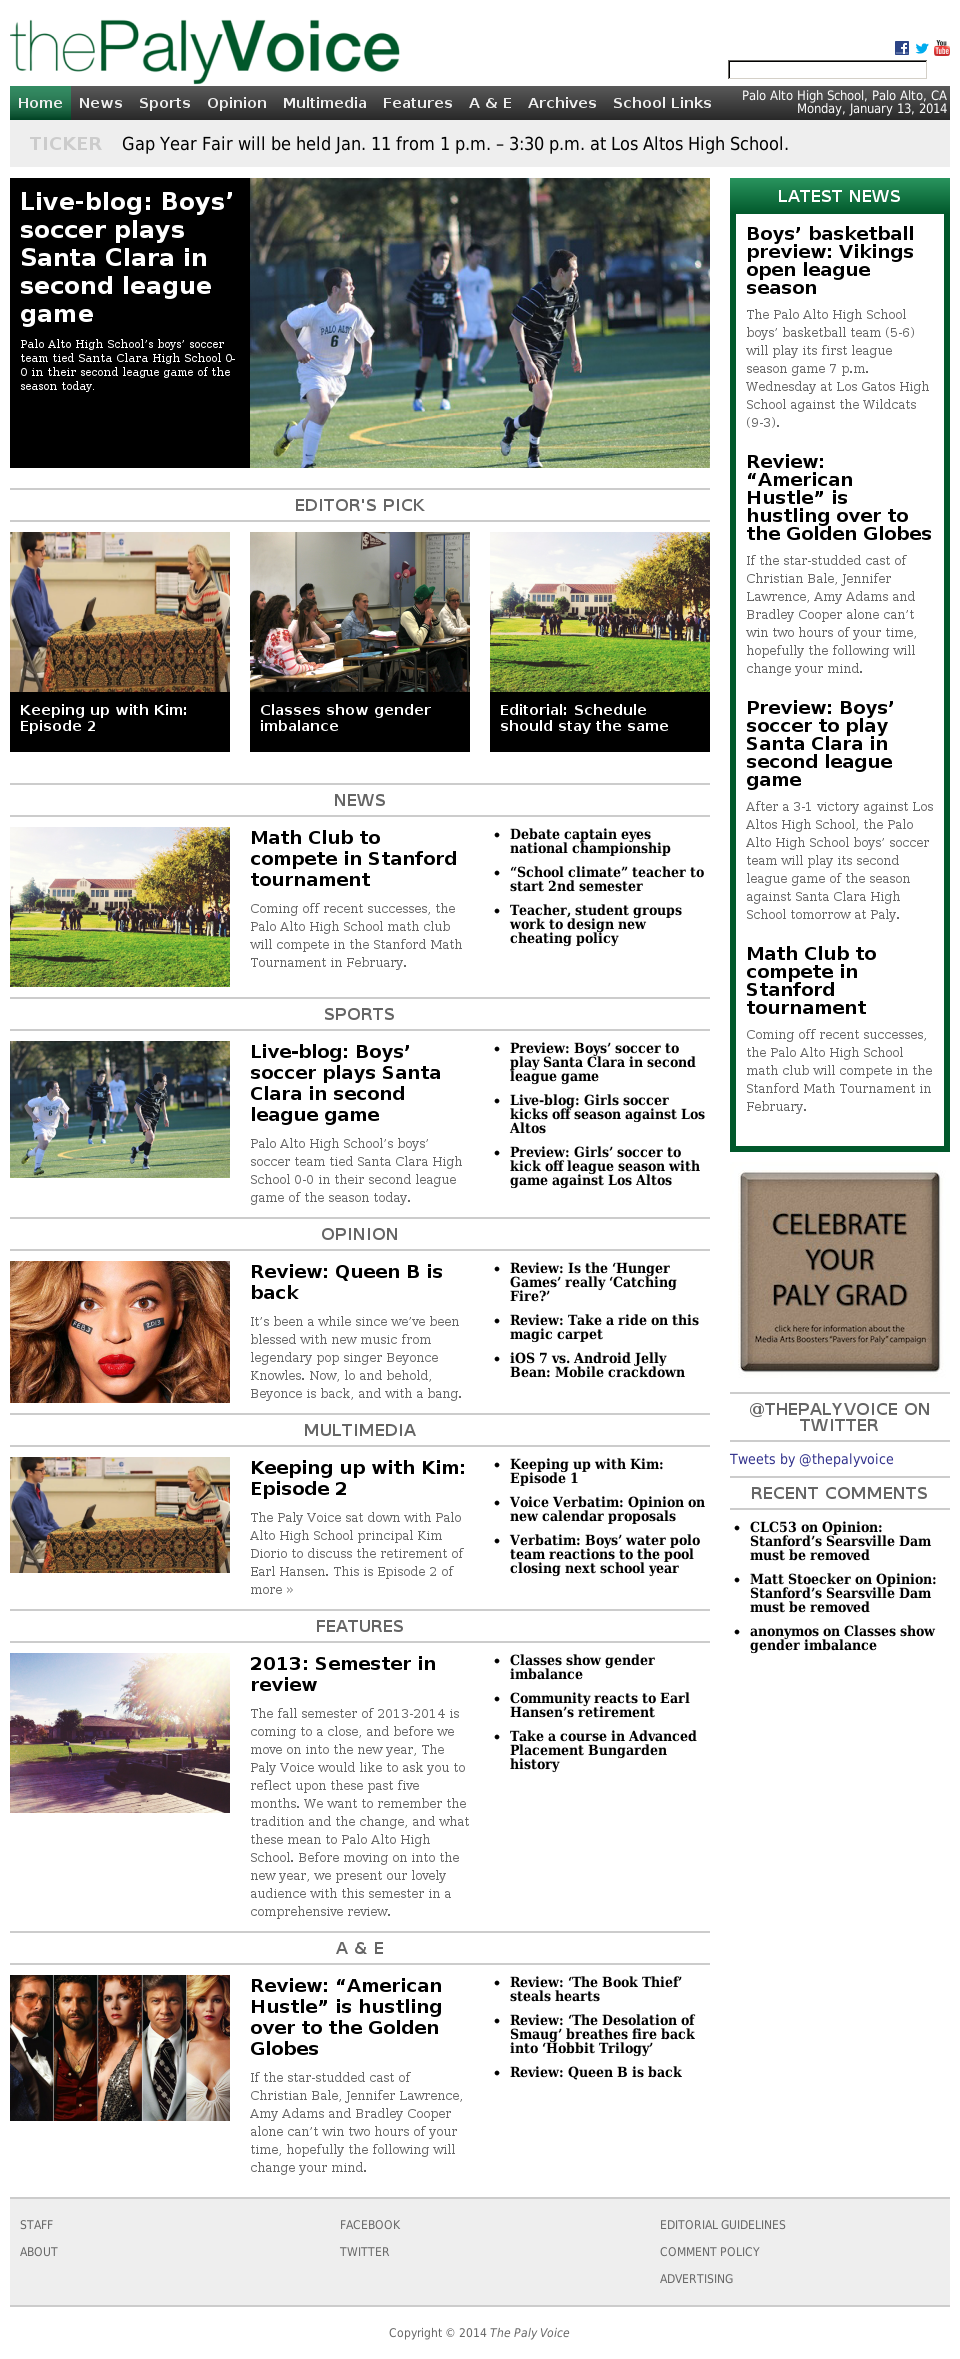 thePalyVoice
Home News Sports Opinion Multimedia Features A & E Archives School Links
Palo Alto High School, Palo Alto, CA
Monday, January 13, 2014
TICKER
Gap Year Fair will be held Jan. 11 from 1 p.m. – 3:30 p.m. at Los Altos High School.
Live-blog: Boys’
soccer plays
Santa Clara in
second league
game
Palo Alto High School’s boys’ soccer
team tied Santa Clara High School 0-
0 in their second league game of the
season today.
PALO ALTO
6
25
EDITOR'S PICK
Keeping up with Kim:
Episode 2
Classes show gender
imbalance
Editorial: Schedule
should stay the same
NEWS
Math Club to
compete in Stanford
tournament
Coming off recent successes, the
Palo Alto High School math club
will compete in the Stanford Math
Tournament in February.
• Debate captain eyes
national championship
• “School climate” teacher to
start 2nd semester
• Teacher, student groups
work to design new
cheating policy
SPORTS
Live-blog: Boys’
soccer plays Santa
Clara in second
league game
Palo Alto High School’s boys’
soccer team tied Santa Clara High
School 0-0 in their second league
game of the season today.
• Preview: Boys’ soccer to
play Santa Clara in second
league game
• Live-blog: Girls soccer
kicks off season against Los
Altos
• Preview: Girls’ soccer to
kick off league season with
game against Los Altos
OPINION
FEB3
2013
Review: Queen B is
back
It’s been a while since we’ve been
blessed with new music from
legendary pop singer Beyonce
Knowles. Now, lo and behold,
Beyonce is back, and with a bang.
• Review: Is the ‘Hunger
Games’ really ‘Catching
Fire?’
• Review: Take a ride on this
magic carpet
• iOS 7 vs. Android Jelly
Bean: Mobile crackdown
MULTIMEDIA
Keeping up with Kim:
Episode 2
The Paly Voice sat down with Palo
Alto High School principal Kim
Diorio to discuss the retirement of
Earl Hansen. This is Episode 2 of
more »
• Keeping up with Kim:
Episode 1
• Voice Verbatim: Opinion on
new calendar proposals
• Verbatim: Boys’ water polo
team reactions to the pool
closing next school year
FEATURES
2013: Semester in
review
The fall semester of 2013-2014 is
coming to a close, and before we
move on into the new year, The
Paly Voice would like to ask you to
reflect upon these past five
months. We want to remember the
tradition and the change, and what
these mean to Palo Alto High
School. Before moving on into the
new year, we present our lovely
audience with this semester in a
comprehensive review.
• Classes show gender
imbalance
• Community reacts to Earl
Hansen’s retirement
• Take a course in Advanced
Placement Bungarden
history
A & E
Review: “American
Hustle” is hustling
over to the Golden
Globes
If the star-studded cast of
Christian Bale, Jennifer Lawrence,
Amy Adams and Bradley Cooper
alone can’t win two hours of your
time, hopefully the following will
change your mind.
• Review: ‘The Book Thief’
steals hearts
• Review: ‘The Desolation of
Smaug’ breathes fire back
into ‘Hobbit Trilogy’
• Review: Queen B is back
LATEST NEWS
Boys’ basketball
preview: Vikings
open league
season
The Palo Alto High School
boys’ basketball team (5-6)
will play its first league
season game 7 p.m.
Wednesday at Los Gatos High
School against the Wildcats
(9-3).
Review:
“American
Hustle” is
hustling over to
the Golden Globes
If the star-studded cast of
Christian Bale, Jennifer
Lawrence, Amy Adams and
Bradley Cooper alone can’t
win two hours of your time,
hopefully the following will
change your mind.
Preview: Boys’
soccer to play
Santa Clara in
second league
game
After a 3-1 victory against Los
Altos High School, the Palo
Alto High School boys’ soccer
team will play its second
league game of the season
against Santa Clara High
School tomorrow at Paly.
Math Club to
compete in
Stanford
tournament
Coming off recent successes,
the Palo Alto High School
math club will compete in the
Stanford Math Tournament in
February.
CELEBRATE
YOUR
PALY GRAD
click here for information about the
Media Arts Boosters "Pavers for Paly" campaign
@THEPALYVOICE ON
TWITTER
Tweets by @thepalyvoice
RECENT COMMENTS
• CLC53 on Opinion:
Stanford’s Searsville Dam
must be removed
• Matt Stoecker on Opinion:
Stanford’s Searsville Dam
must be removed
• anonymos on Classes show
gender imbalance
STAFF
ABOUT
FACEBOOK
TWITTER
EDITORIAL GUIDELINES
COMMENT POLICY
ADVERTISING
Copyright © 2014 The Paly Voice